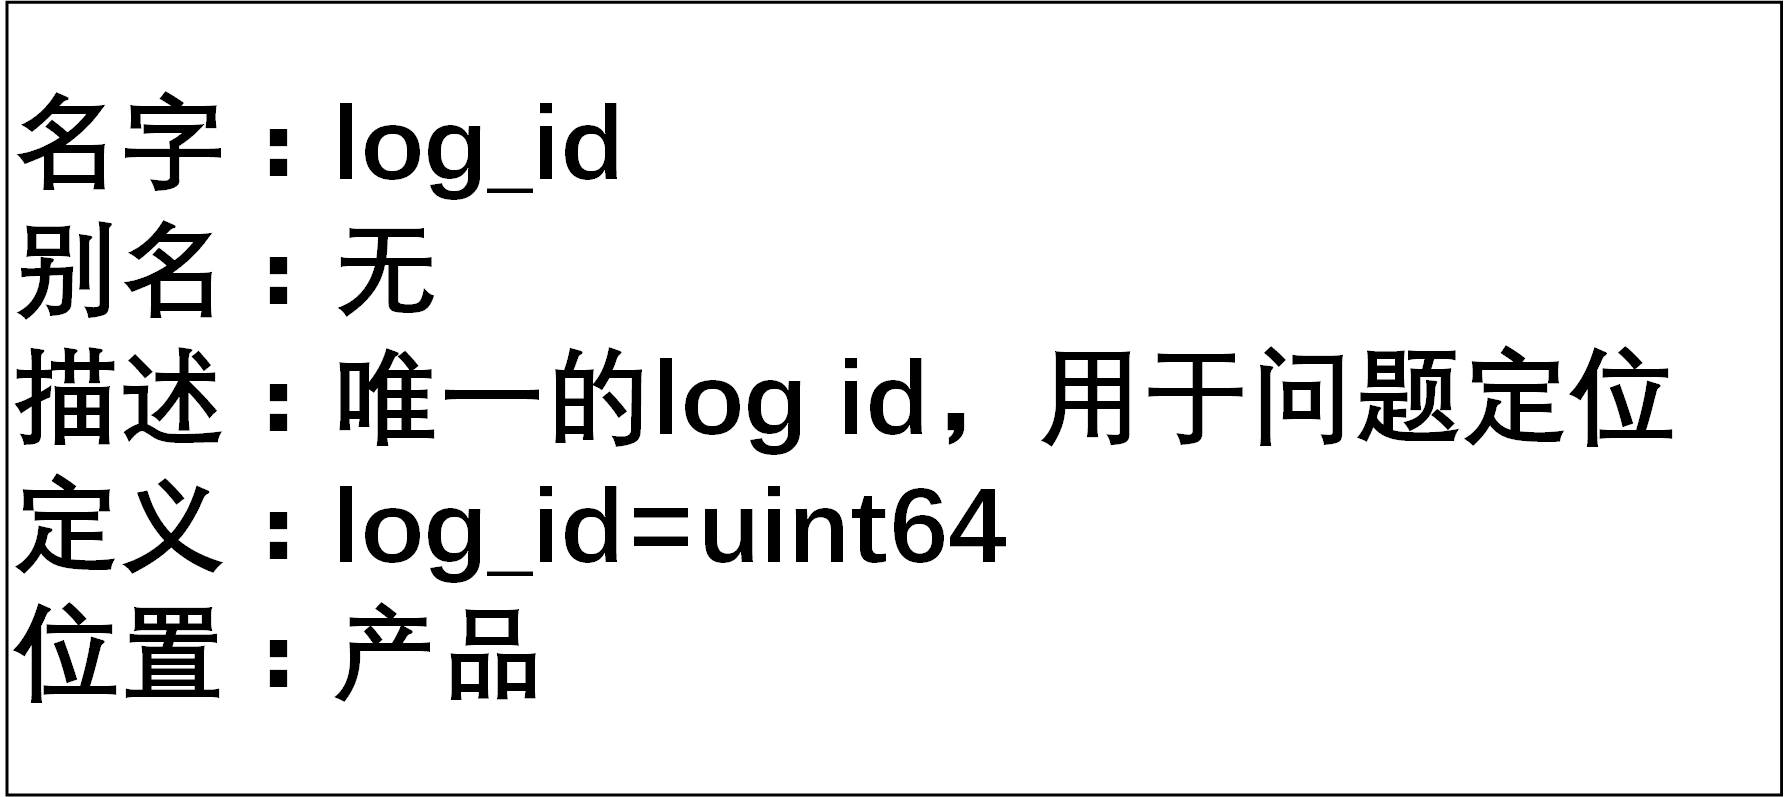 名字：log_id
别名：无
描述：唯一的log id，用于问题定位
定义：log_id=uint64
位置：产品